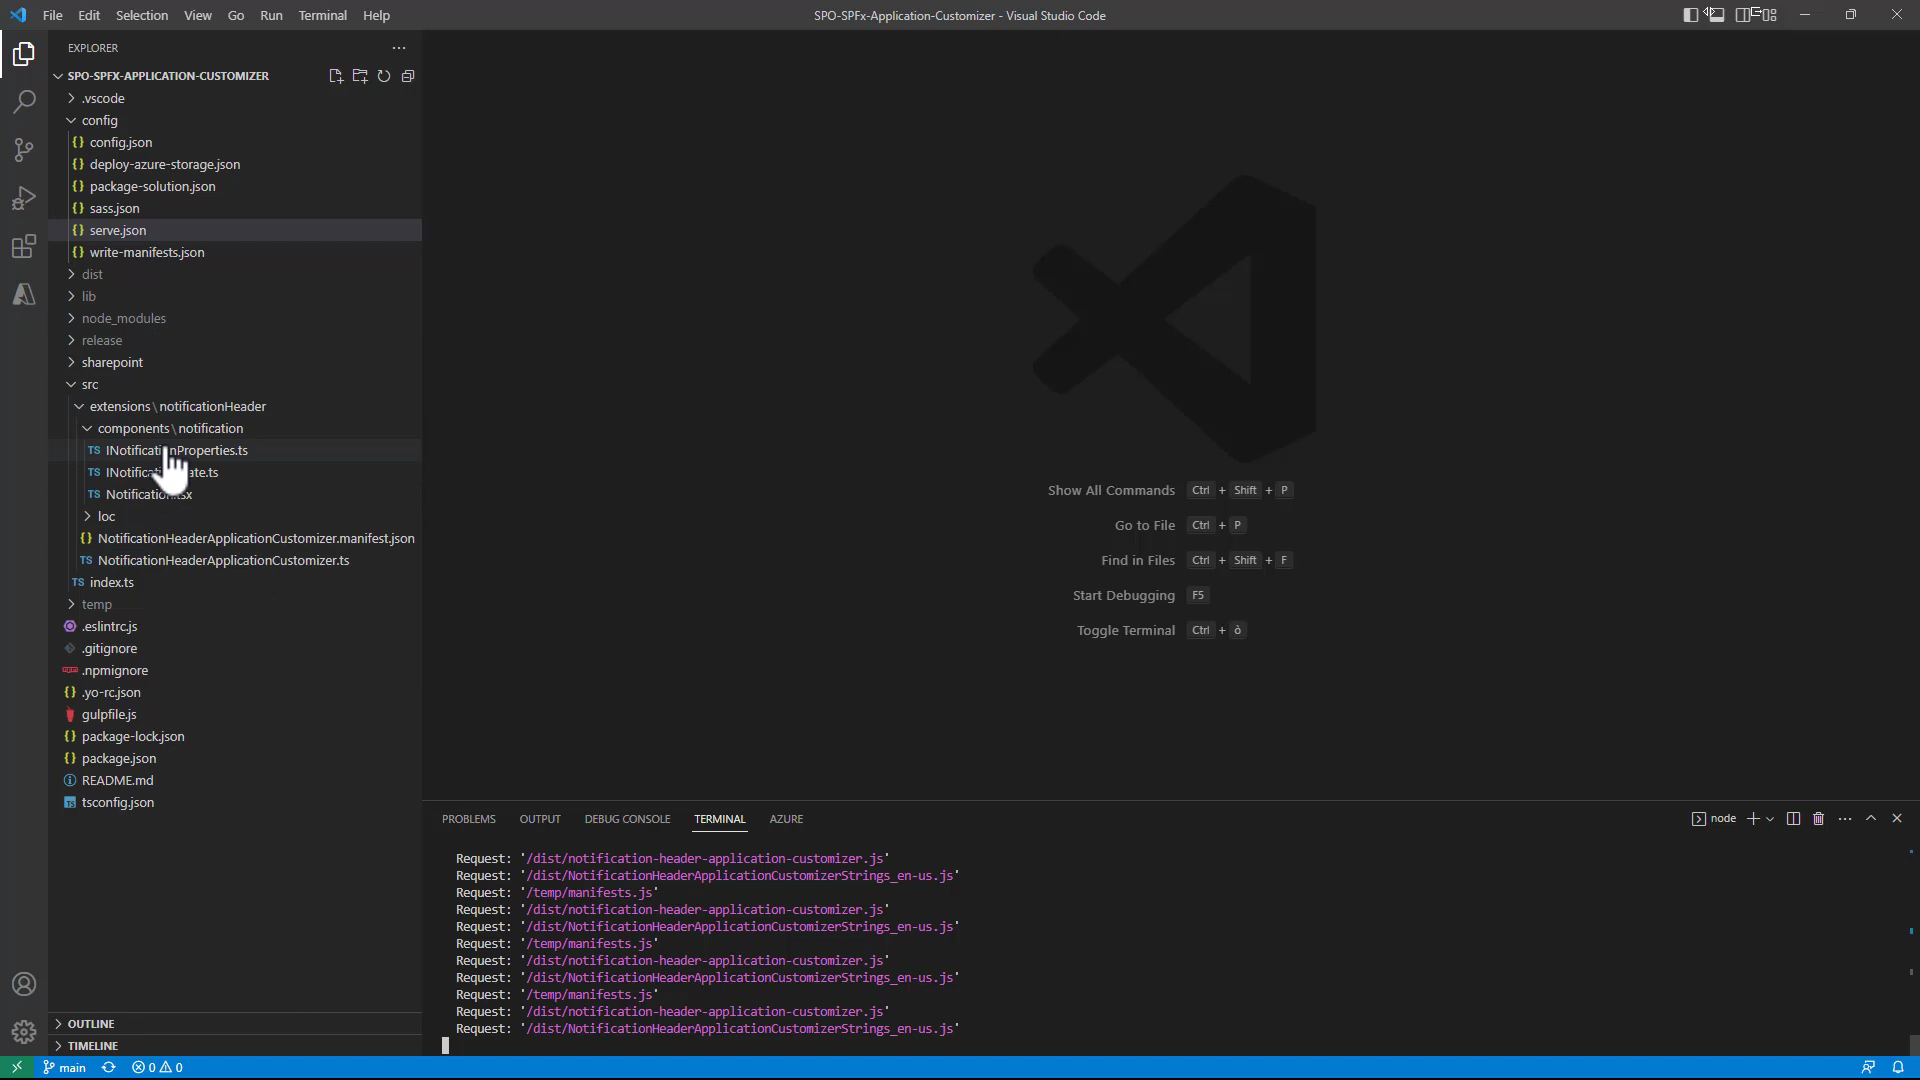 File Edit Selection View Go Run Terminal Help
SPO-SPFx-Application-Customizer - Visual Studio Code
EXPLORER
SPO-SPFX-APPLICATION-CUSTOMIZER
.vscode
config
config.json
deploy-azure-storage.json
package-solution.json
sass.json
serve.json
write-manifests.json
dist
lib
node_modules
release
sharepoint
src
extensions\notificationHeader
components\notification
TS INotificationProperties.ts
TS
TS
loc
NotificationHeaderApplicationCustomizer.manifest.json
TS NotificationHeaderApplicationCustomizer.ts
TS index.ts
temp
.eslintrc.js
.gitignore
.npmignore
.yo-rc.json
gulpfile.js
package-lock.json
package.json
README.md
tsconfig.json
OUTLINE
TIMELINE
Show All Commands Ctrl + Shift + P
Go to File Ctrl + P
Find in Files Ctrl + Shift + F
Start Debugging F5
Toggle Terminal Ctrl + ò
PROBLEMS OUTPUT DEBUG CONSOLE TERMINAL AZURE
node
Request: '/dist/notification-header-application-customizer.js'
Request: '/dist/NotificationHeaderApplicationCustomizerStrings_en-us.js'
Request: '/temp/manifests.js'
Request: '/dist/notification-header-application-customizer.js'
Request: '/dist/NotificationHeaderApplicationCustomizerStrings_en-us.js'
Request: '/temp/manifests.js'
Request: '/dist/notification-header-application-customizer.js'
Request: '/dist/NotificationHeaderApplicationCustomizerStrings_en-us.js'
Request: '/temp/manifests.js'
Request: '/dist/notification-header-application-customizer.js'
Request: '/dist/NotificationHeaderApplicationCustomizerStrings_en-us.js'
main 0 0